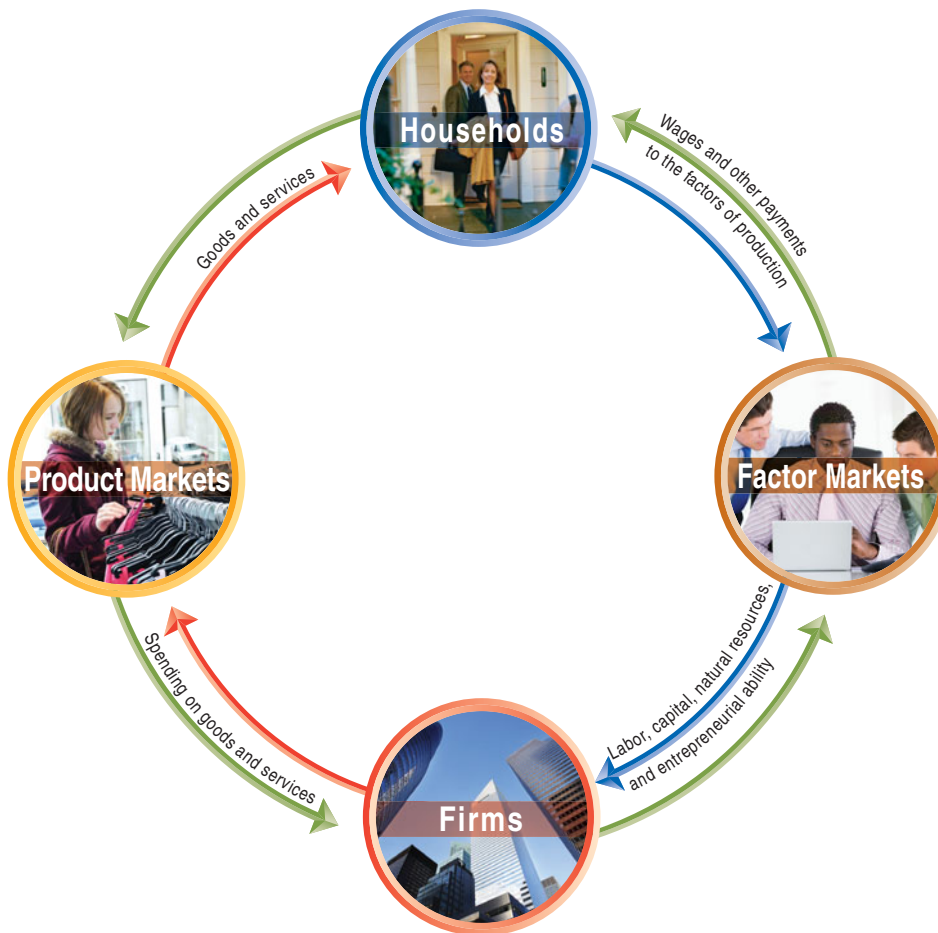 Households
Wages and other payments
to the factors of production
Goods and services
Product Markets
Factor Markets
Spending on goods and services
Labor, capital, natural resources,
and entrepreneurial ability
Firms